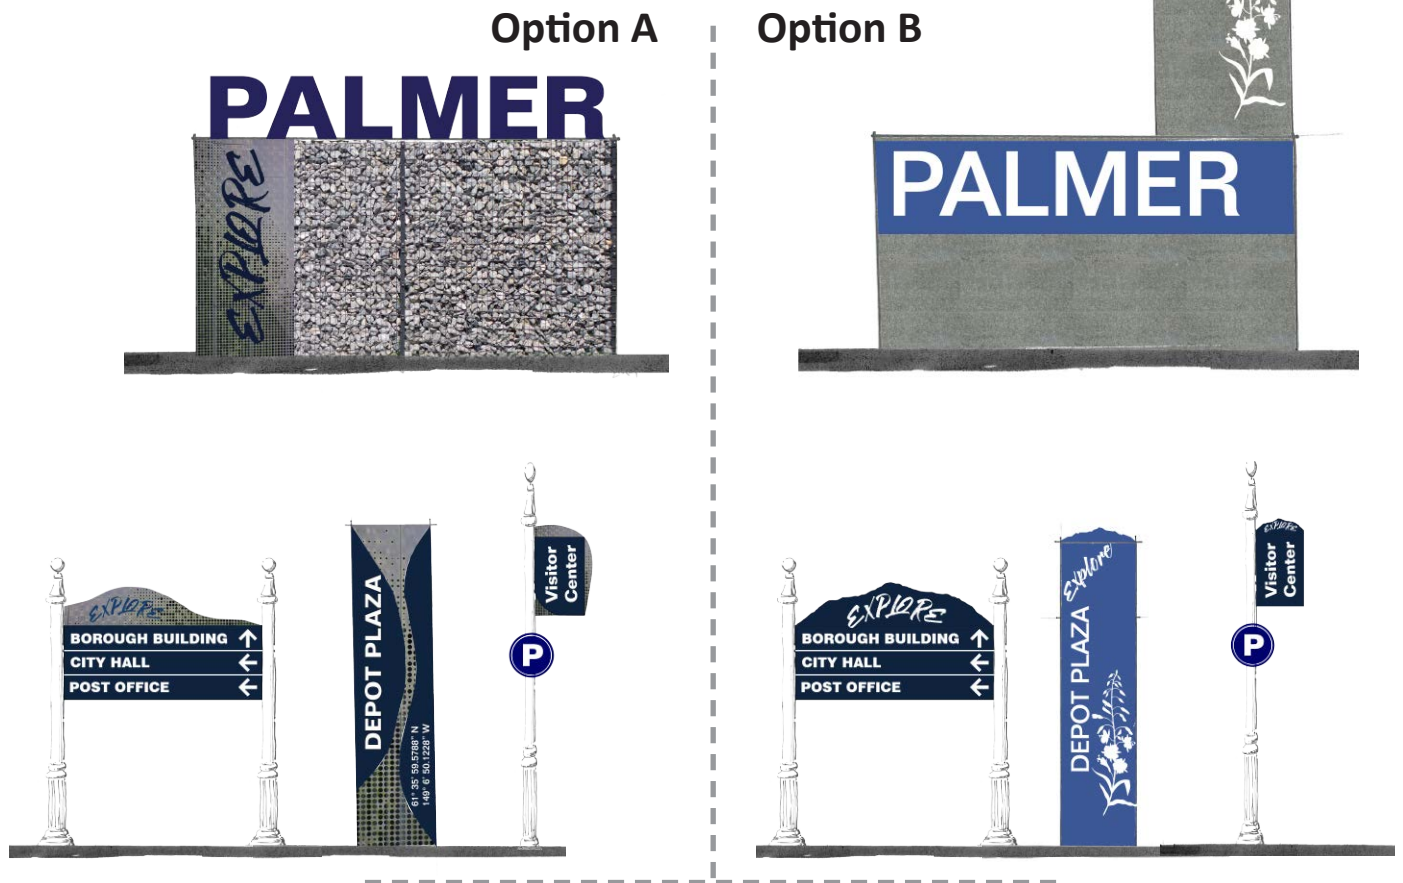 Option A
PALMER
EXPLORE
EXPLORE
BOROUGH BUILDING ↑
CITY HALL ←
POST OFFICE ←
DEPOT PLAZA
61° 35' 59.5788" N
149° 6' 50.1228" W
Visitor
Center
P
Option B
PALMER
EXPLORE
BOROUGH BUILDING ↑
CITY HALL ←
POST OFFICE ←
Explore
DEPOT PLAZA
EXPLORE
Visitor
Center
P